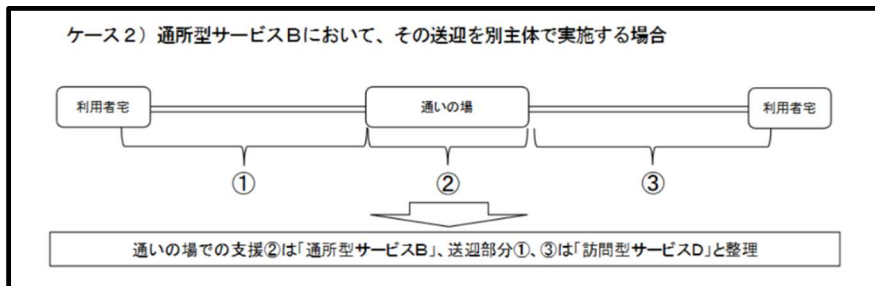 ケース２）通所型サービスＢにおいて、その送迎を別主体で実施する場合
利用者宅
通いの場
利用者宅
①
②
③
通いの場での支援②は「通所型サービスＢ」、送迎部分①、③は「訪問型サービスＤ」と整理